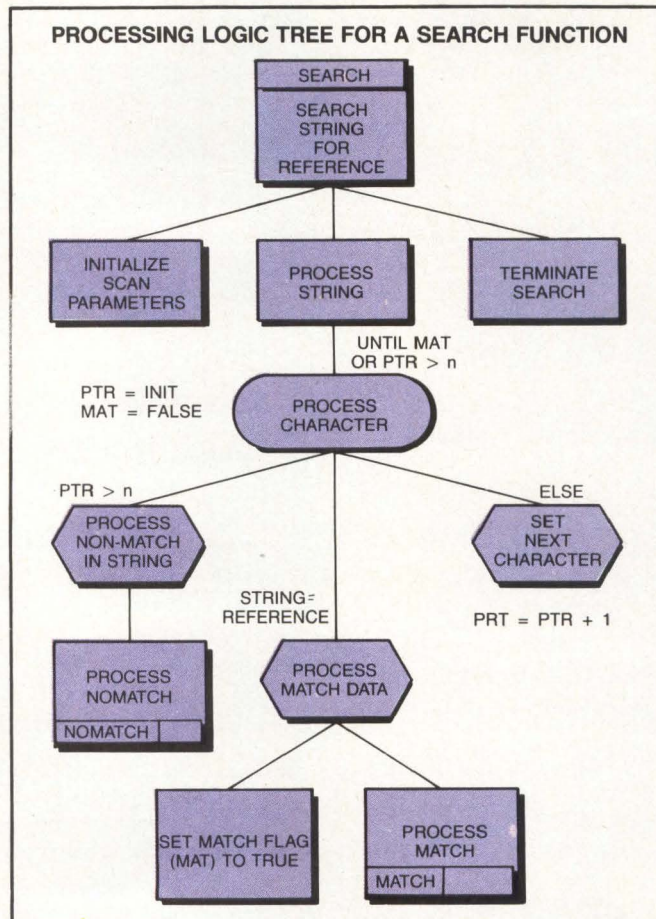 PROCESSING LOGIC TREE FOR A SEARCH FUNCTION
SEARCH
SEARCH
STRING
FOR
REFERENCE
INITIALIZE
SCAN
PARAMETERS
PROCESS
STRING
TERMINATE
SEARCH
UNTIL MAT
OR PTR > n
PTR = INIT
MAT = FALSE
PROCESS
CHARACTER
PTR > n
PROCESS
NON-MATCH
IN STRING
ELSE
SET
NEXT
CHARACTER
STRING=
REFERENCE
PRT = PTR + 1
PROCESS
NOMATCH
NOMATCH
PROCESS
MATCH DATA
SET MATCH FLAG
(MAT) TO TRUE
PROCESS
MATCH
MATCH